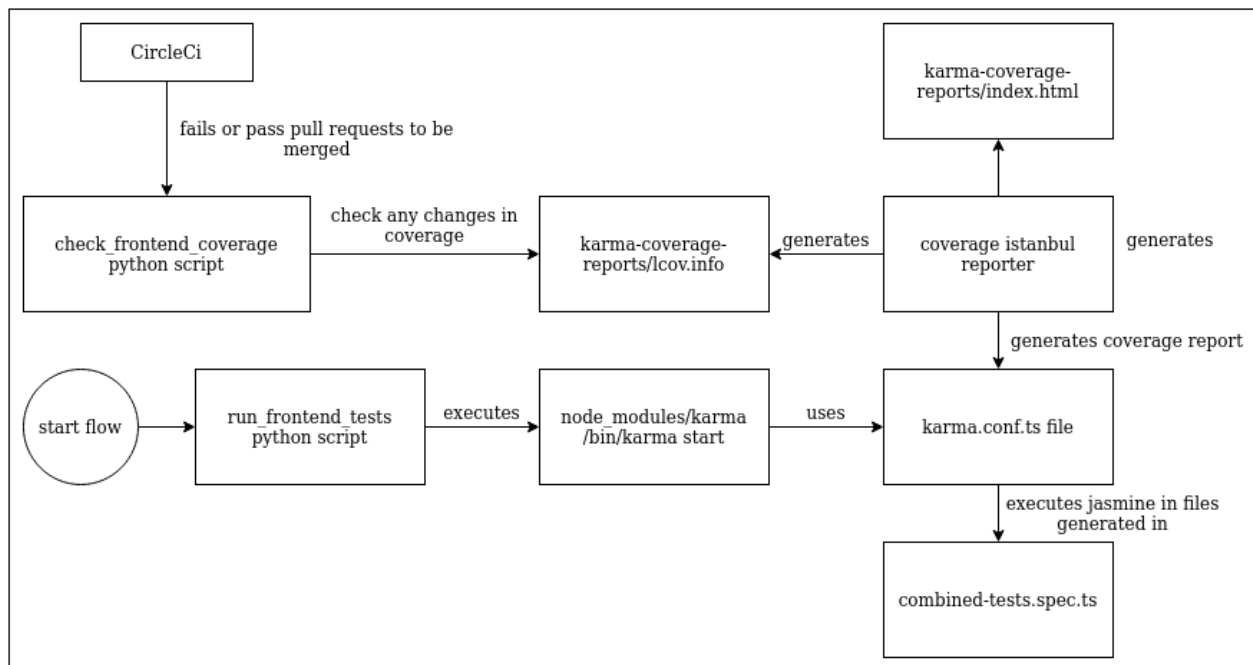 CircleCi
karma-coverage-
reports/index.html
fails or pass pull requests to be
merged
check_frontend_coverage
python script
check any changes in
coverage
karma-coverage-
reports/lcov.info
generates
coverage istanbul
reporter
generates
generates coverage report
start flow
run_frontend_tests
python script
executes
node_modules/karma
/bin/karma start
uses
karma.conf.ts file
executes jasmine in files
generated in
combined-tests.spec.ts